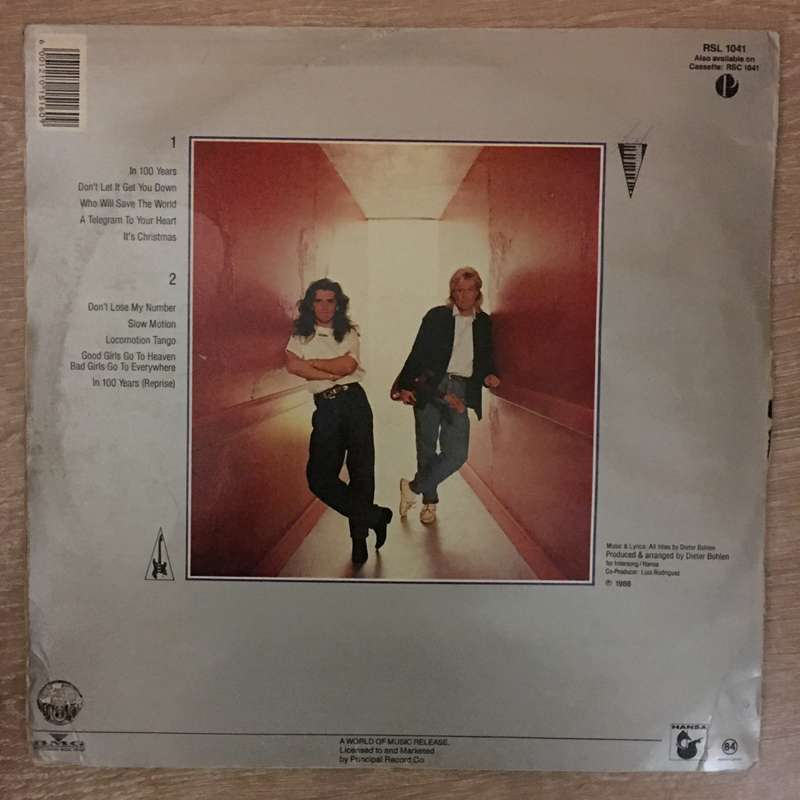 RSL 1041
Also available on
Cassette: RSC 1041
1
In 100 Years
Don't Let It Get You Down
Who Will Save The World
A Telegram To Your Heart
It's Christmas
2
Don't Lose My Number
Slow Motion
Locomotion Tango
Good Girls Go To Heaven
Bad Girls Go To Everywhere
In 100 Years (Reprise)
Music & Lyrics: All titles by Dieter Bohlen
Produced & arranged by Dieter Bohlen
for Intersong/Hansa
Co-Producer: Luis Rodriguez
℗ 1986
BMG
A WORLD OF MUSIC RELEASE.
Licensed to and Marketed
by Principal Record Co
HANSA
84